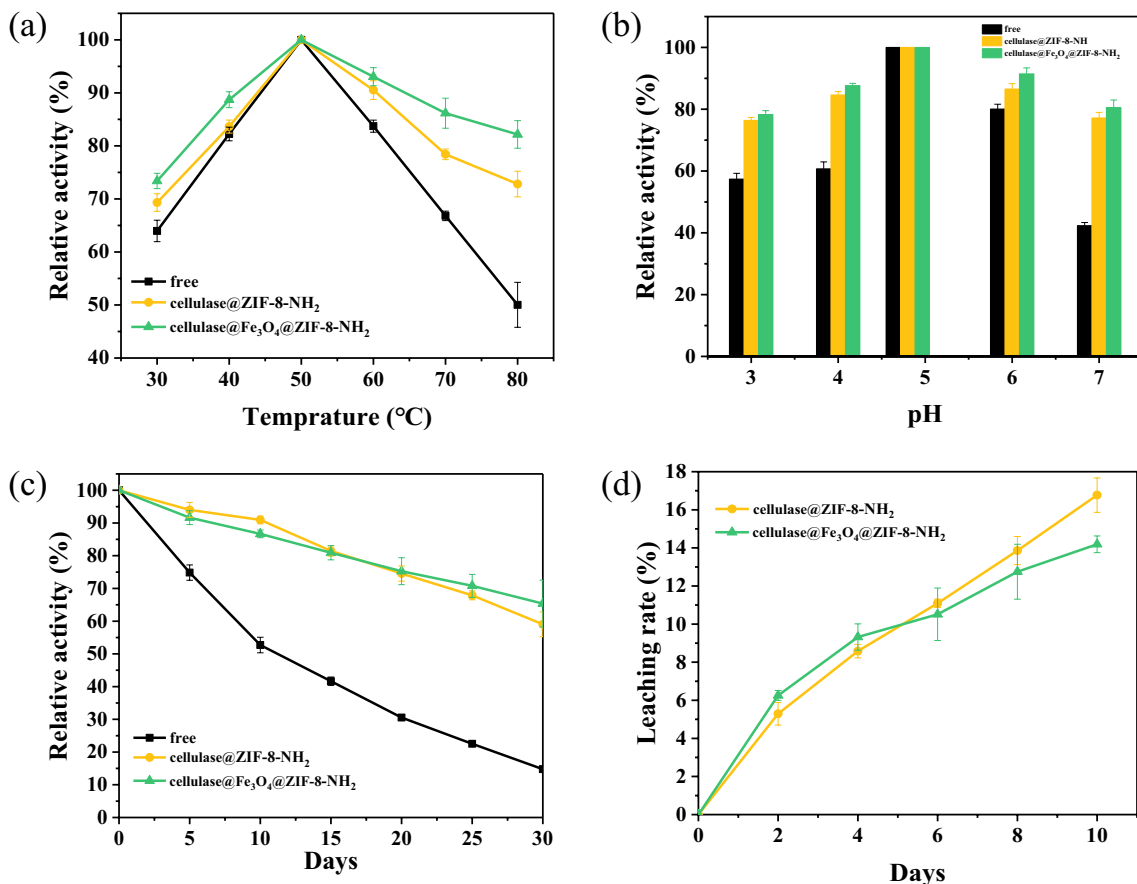 (a)
Relative activity (%)
100
90
80
70
60
50
40
free
cellulase@ZIF-8-NH₂
cellulase@Fe₃O₄@ZIF-8-NH₂
30 40 50 60 70 80
Temprature (°C)
(b)
Relative activity (%)
100
80
60
40
20
0
free
cellulase@ZIF-8-NH
cellulase@Fe₃O₄@ZIF-8-NH₂
3 4 5 6 7
pH
(c)
Relative activity (%)
100
90
80
70
60
50
40
30
20
10
0
free
cellulase@ZIF-8-NH₂
cellulase@Fe₃O₄@ZIF-8-NH₂
0 5 10 15 20 25 30
Days
(d)
Leaching rate (%)
18
16
14
12
10
8
6
4
2
0
cellulase@ZIF-8-NH₂
cellulase@Fe₃O₄@ZIF-8-NH₂
0 2 4 6 8 10
Days